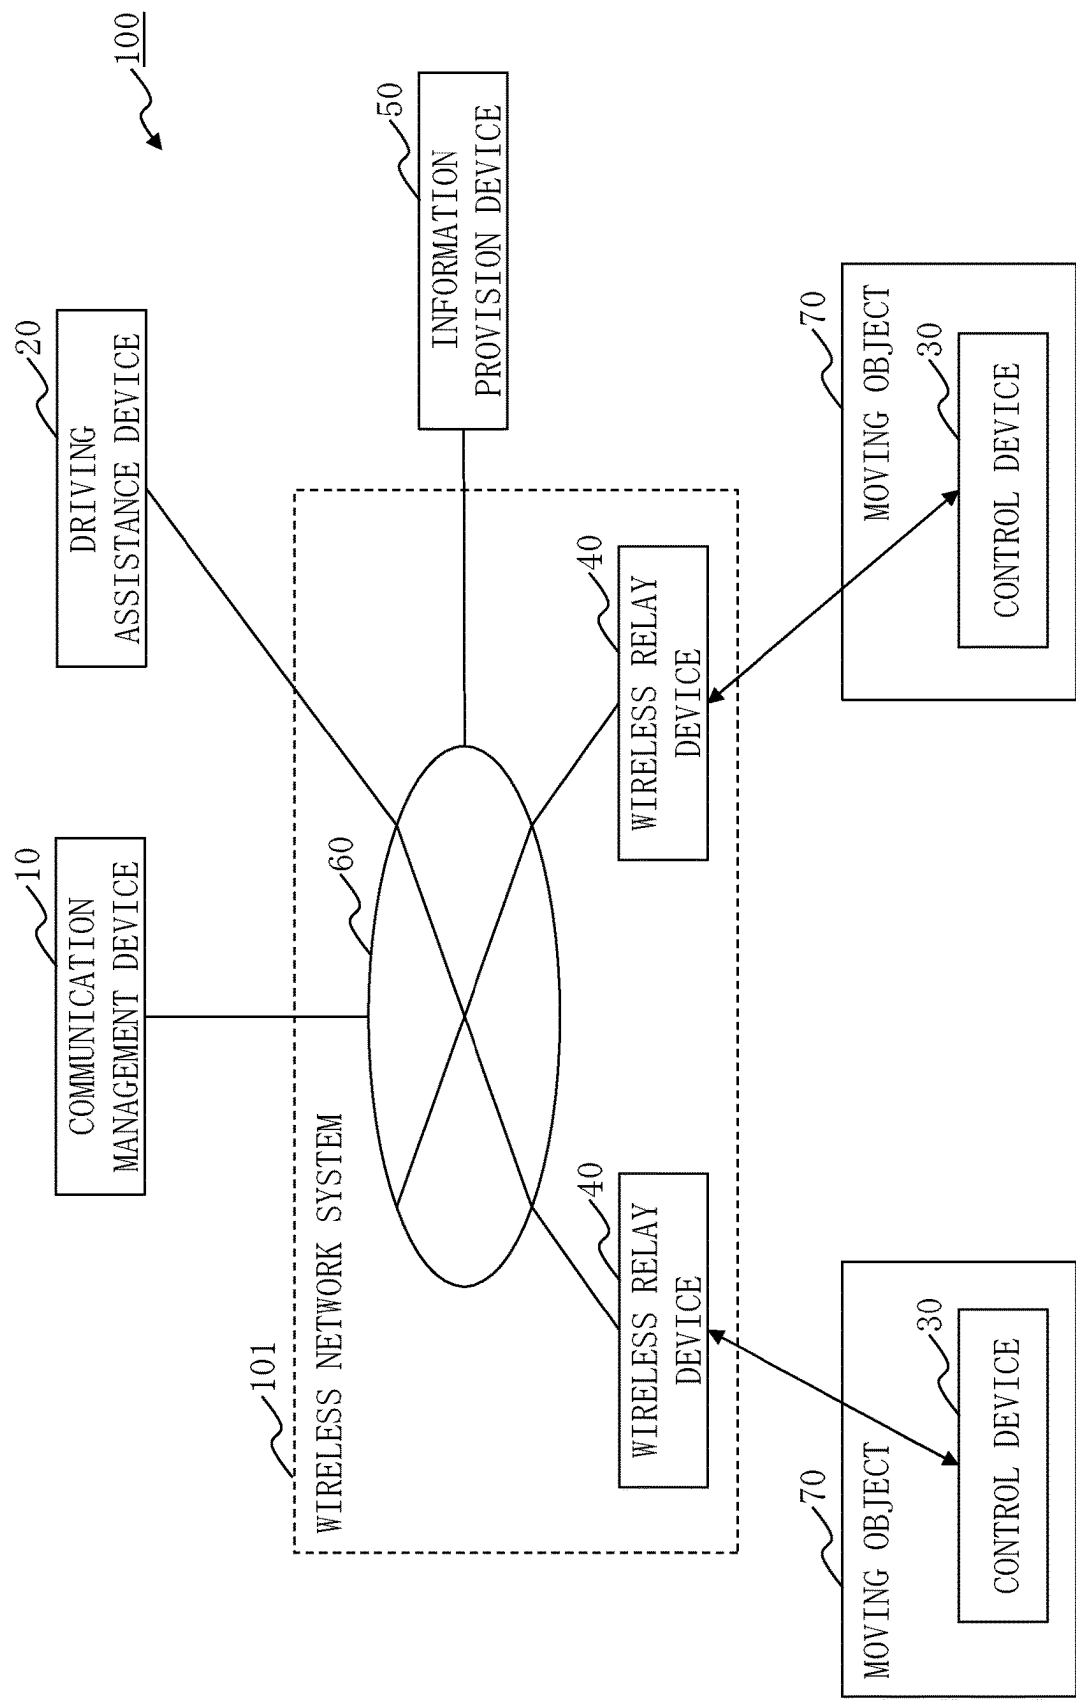 100
10
COMMUNICATION
MANAGEMENT DEVICE
20
DRIVING
ASSISTANCE DEVICE
101
WIRELESS NETWORK SYSTEM
60
50
INFORMATION
PROVISION DEVICE
40
WIRELESS RELAY
DEVICE
40
WIRELESS RELAY
DEVICE
70
MOVING OBJECT
30
CONTROL DEVICE
70
MOVING OBJECT
30
CONTROL DEVICE